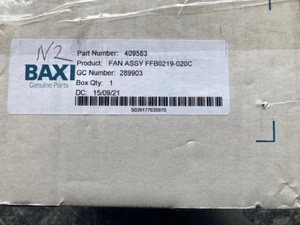 N2
BAXI
Genuine Parts
Part Number: 409583
Product: FAN ASSY FFB0219-020C
GC Number: 289903
Box Qty: 1
DC: 15/09/21
5030177635970